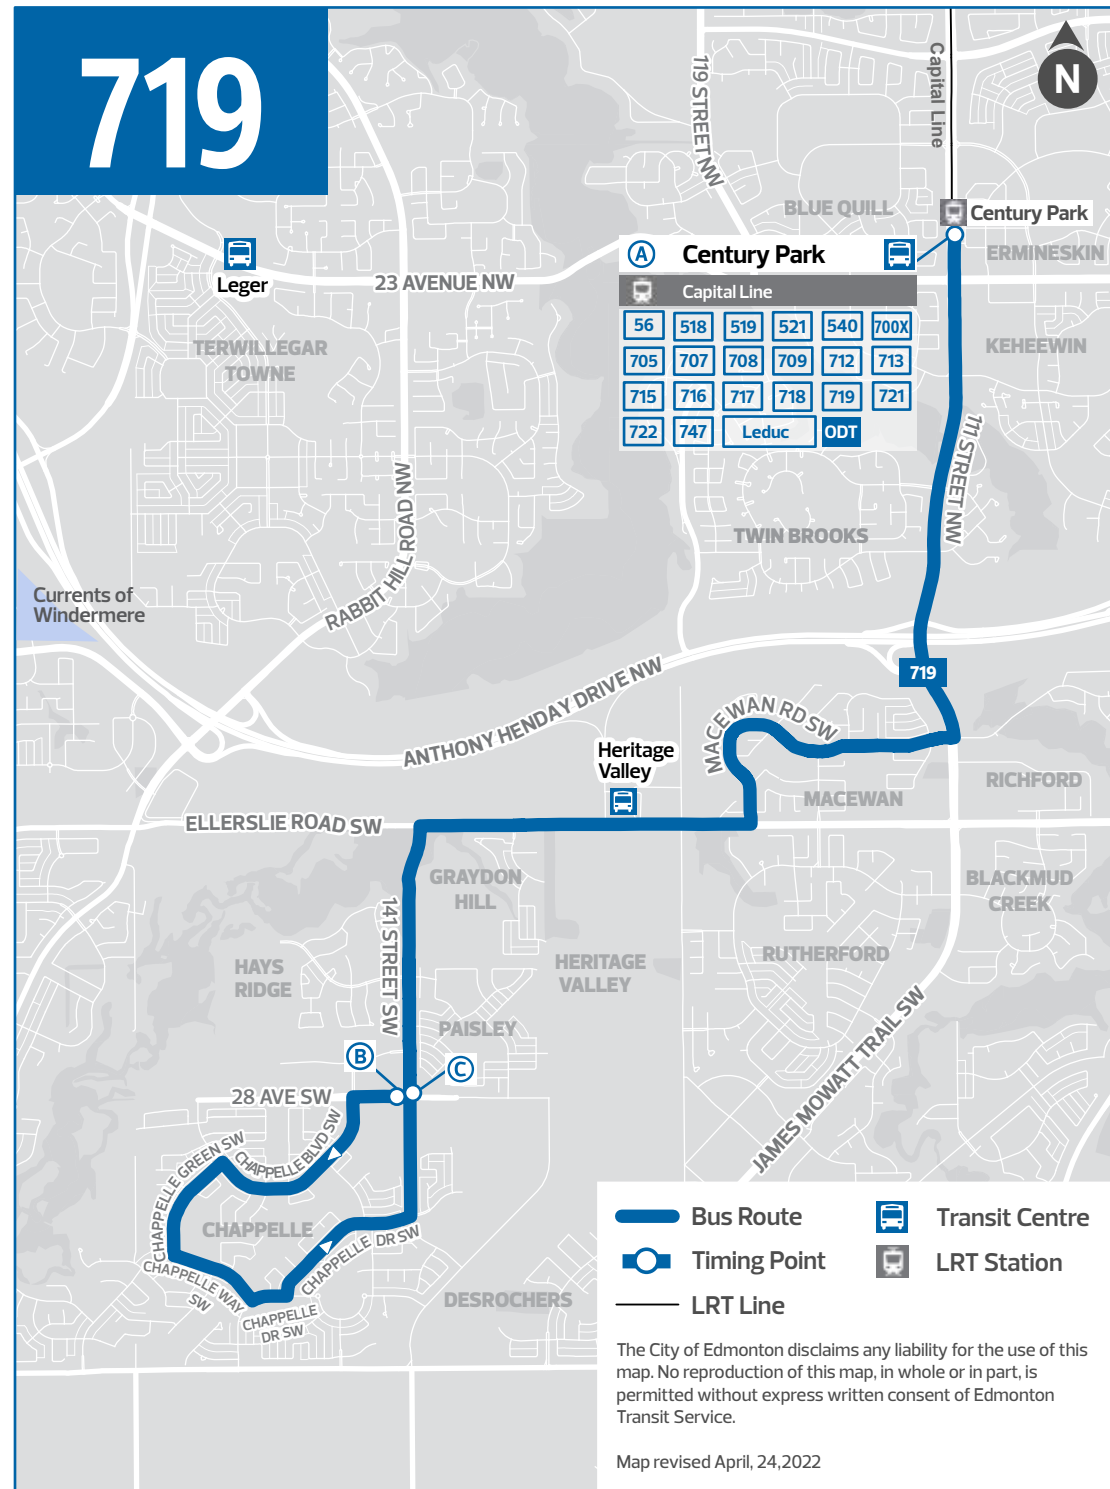 719
N
Capital Line
119 STREET NW
BLUE QUILL
Century Park
ERMINESKIN
A Century Park
Capital Line
56 518 519 521 540 700X
705 707 708 709 712 713
715 716 717 718 719 721
722 747 Leduc ODT
Leger
23 AVENUE NW
TERWILLEGAR
TOWNE
KEHEEWIN
111 STREET NW
TWIN BROOKS
RABBIT HILL ROAD NW
Currents of
Windermere
ANTHONY HENDAY DRIVE NW
719
MACEWAN RD SW
Heritage
Valley
MACEWAN
RICHFORD
ELLERSLIE ROAD SW
GRAYDON
HILL
BLACKMUD
CREEK
141 STREET SW
HAYS
RIDGE
HERITAGE
VALLEY
RUTHERFORD
PAISLEY
JAMES MOWATT TRAIL SW
B
C
28 AVE SW
CHAPPELLE BLVD SW
CHAPPELLE GREEN SW
CHAPPELLE
CHAPPELLE DR SW
CHAPPELLE WAY
SW
CHAPPELLE
DR SW
DESROCHERS
Bus Route
Transit Centre
Timing Point
LRT Station
LRT Line
The City of Edmonton disclaims any liability for the use of this
map. No reproduction of this map, in whole or in part, is
permitted without express written consent of Edmonton
Transit Service.
Map revised April, 24,2022